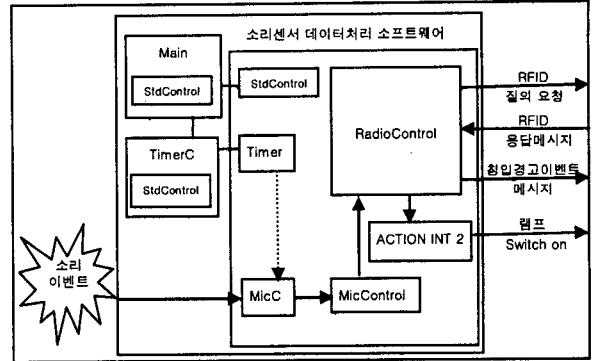 소리센서 데이터처리 소프트웨어
Main
StdControl
StdControl
TimerC
StdControl
Timer
RadioControl
RFID
질의 요청
RFID
응답메시지
침입경고이벤트
메시지
ACTION INT 2
램프
Switch on
소리
이벤트
MicC
MicControl